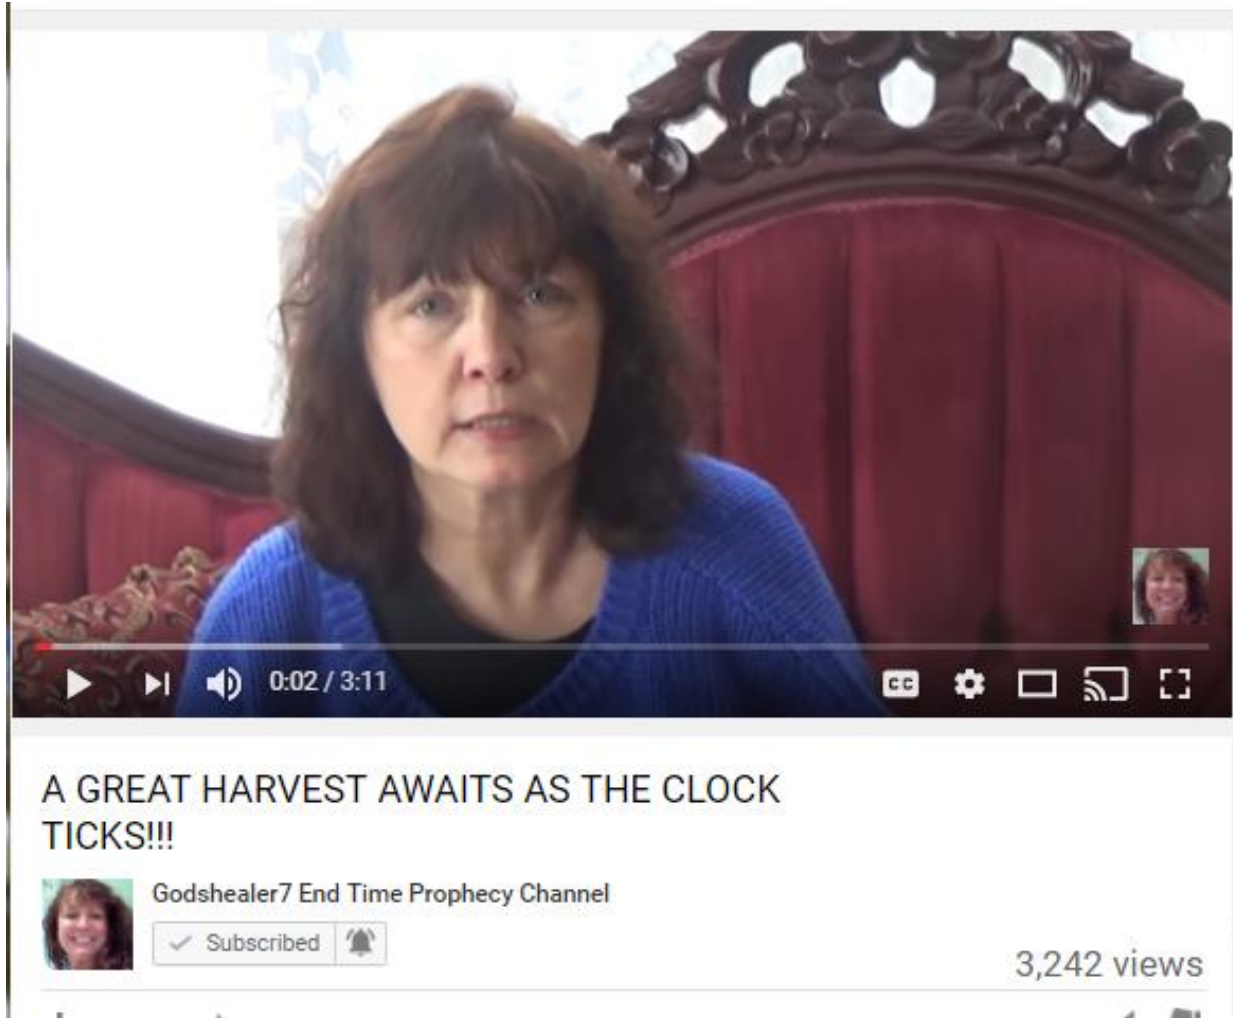 CC
0:02 / 3:11
A GREAT HARVEST AWAITS AS THE CLOCK
TICKS!!!
Godshealer7 End Time Prophecy Channel
Subscribed
3,242 views